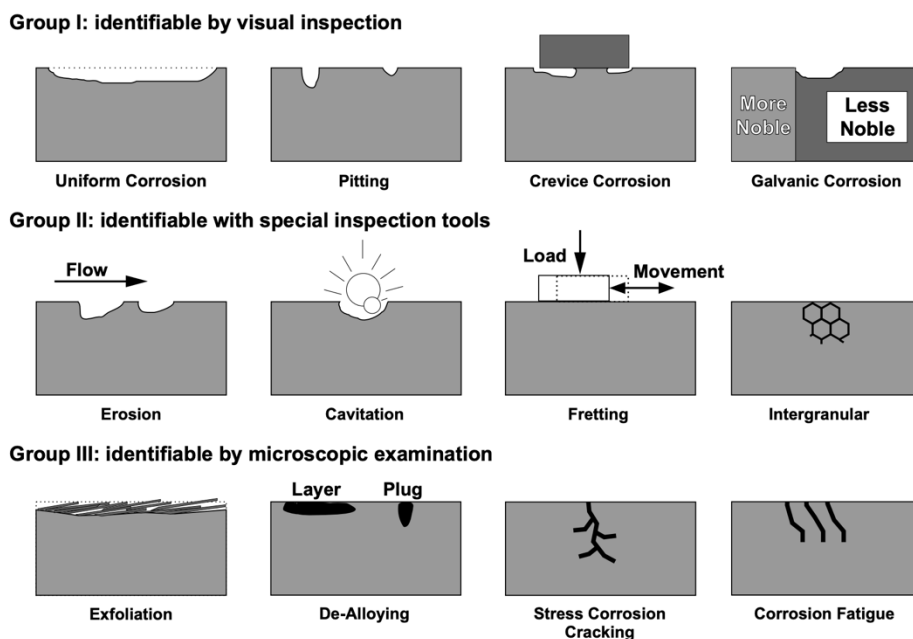 Group I: identifiable by visual inspection
More
Noble
Less
Noble
Uniform Corrosion
Pitting
Crevice Corrosion
Galvanic Corrosion
Group II: identifiable with special inspection tools
Flow
Load
Movement
Erosion
Cavitation
Fretting
Intergranular
Group III: identifiable by microscopic examination
Layer
Plug
Exfoliation
De-Alloying
Stress Corrosion
Cracking
Corrosion Fatigue